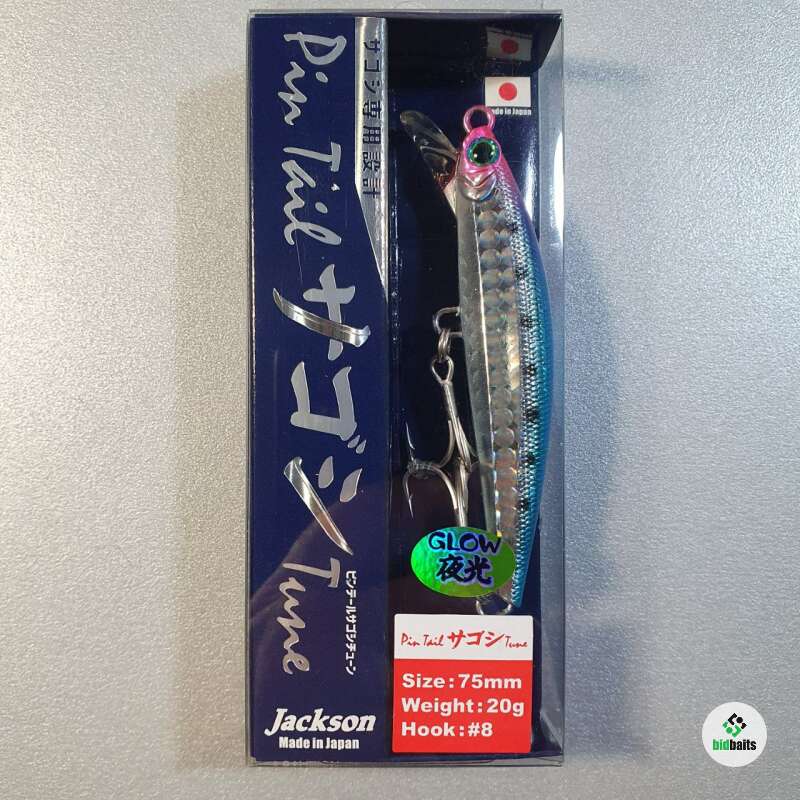 Pin Tail サゴシ Tune
サゴシ専用設計
ピンテールサゴシチューン
Made in Japan
GLOW
夜光
Pin Tail サゴシ Tune
Size:75mm
Weight:20g
Hook:#8
Jackson
Made in Japan
bidbaits